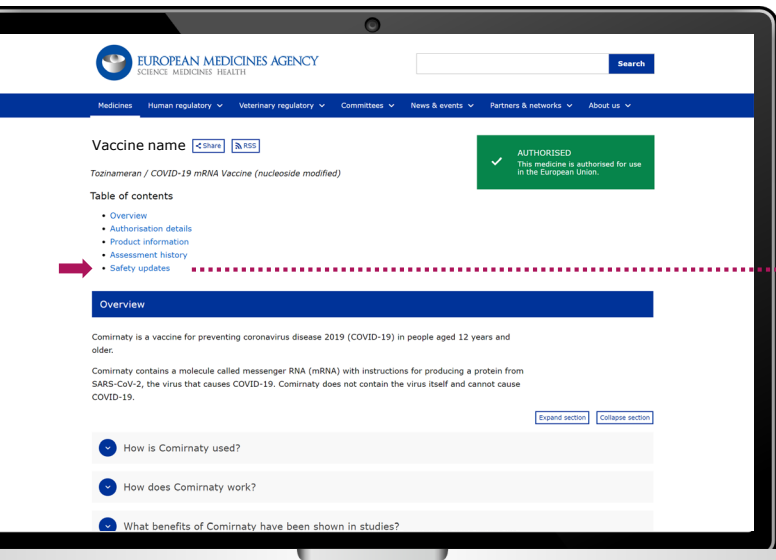 EUROPEAN MEDICINES AGENCY
SCIENCE MEDICINES HEALTH
Search
Medicines Human regulatory Veterinary regulatory Committees News & events Partners & networks About us
Vaccine name Share RSS
AUTHORISED
This medicine is authorised for use
in the European Union.
Tozinameran / COVID-19 mRNA Vaccine (nucleoside modified)
Table of contents
• Overview
• Authorisation details
• Product information
• Assessment history
• Safety updates
Overview
Comirnaty is a vaccine for preventing coronavirus disease 2019 (COVID-19) in people aged 12 years and
older.
Comirnaty contains a molecule called messenger RNA (mRNA) with instructions for producing a protein from
SARS-CoV-2, the virus that causes COVID-19. Comirnaty does not contain the virus itself and cannot cause
COVID-19.
Expand section Collapse section
How is Comirnaty used?
How does Comirnaty work?
What benefits of Comirnaty have been shown in studies?